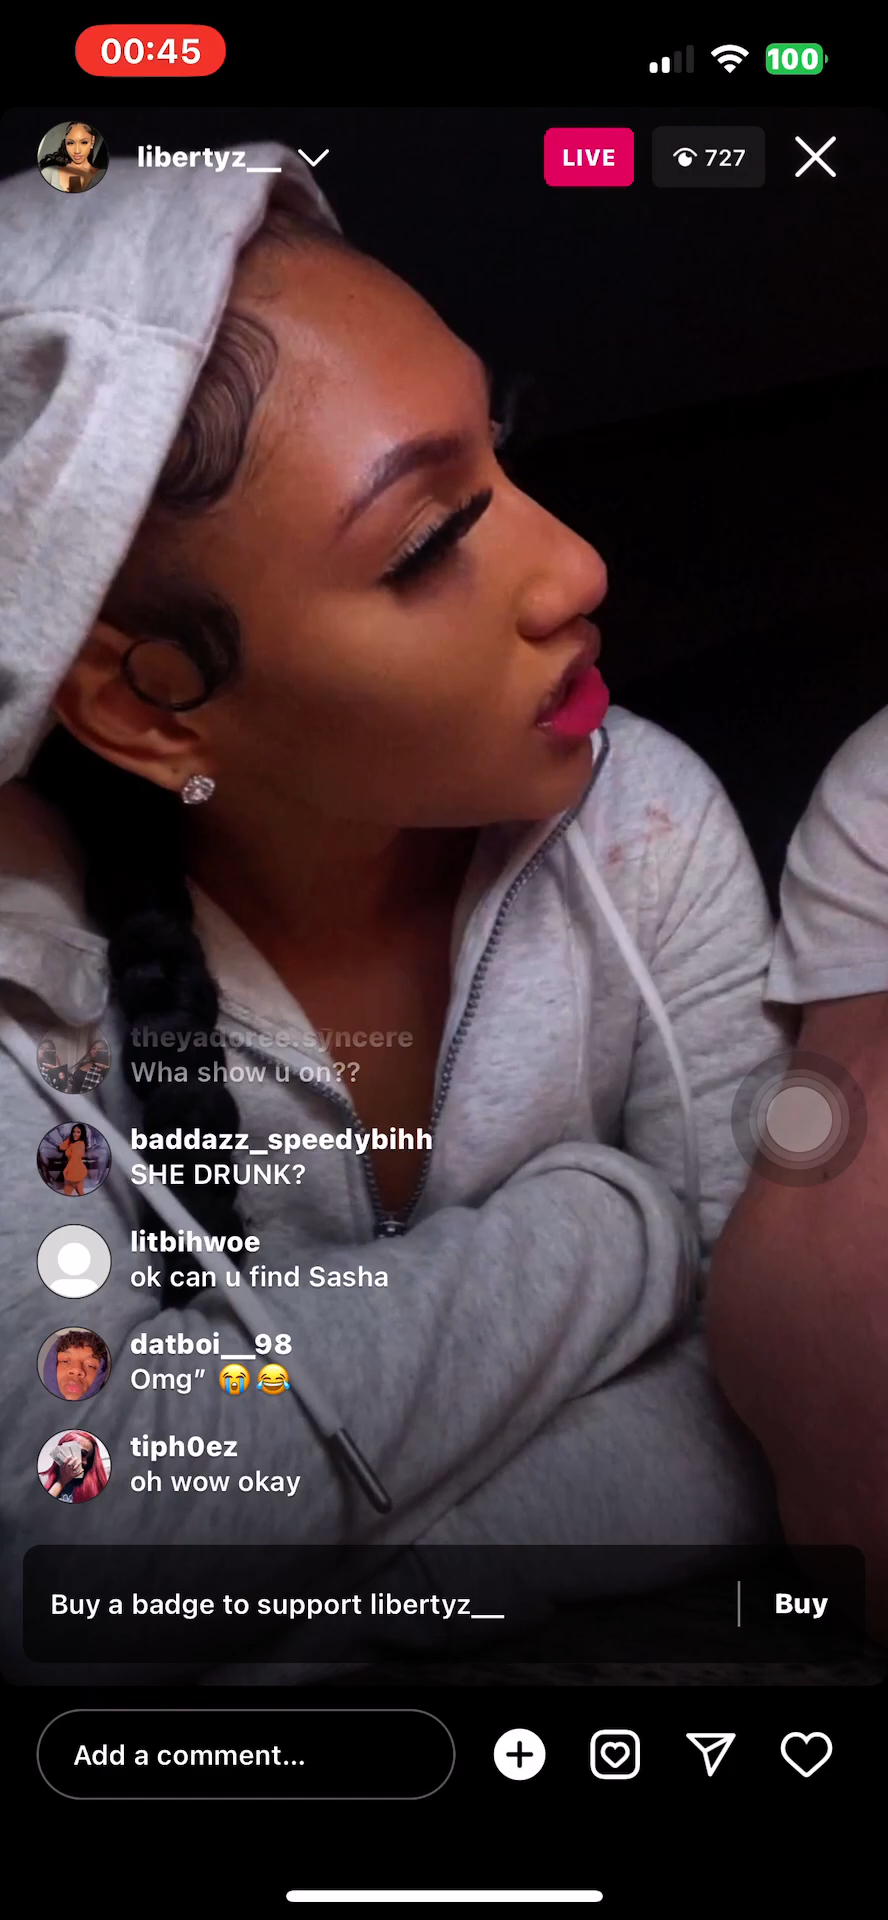 00:45
100
libertyz__
LIVE
727
theyadoree.syncere
Wha show u on??
baddazz_speedybihh
SHE DRUNK?
litbihwoe
ok can u find Sasha
datboi__98
Omg” 😭😂
tiph0ez
oh wow okay
Buy a badge to support libertyz__
Buy
Add a comment...